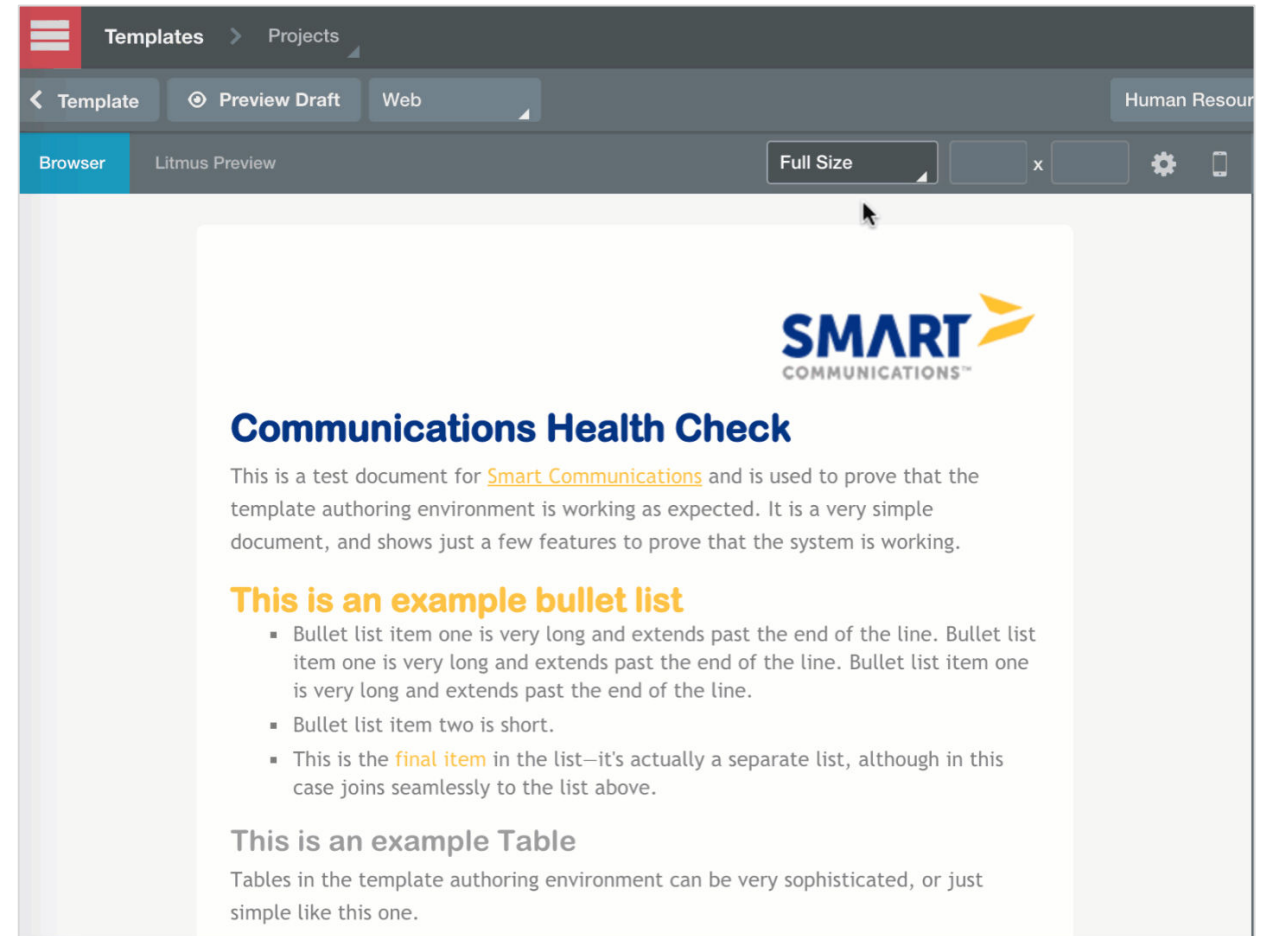 Templates > Projects
Template Preview Draft Web Human Resour
Browser Litmus Preview Full Size x
SMART
COMMUNICATIONS™
Communications Health Check
This is a test document for Smart Communications and is used to prove that the
template authoring environment is working as expected. It is a very simple
document, and shows just a few features to prove that the system is working.
This is an example bullet list
▪ Bullet list item one is very long and extends past the end of the line. Bullet list
item one is very long and extends past the end of the line. Bullet list item one
is very long and extends past the end of the line.
▪ Bullet list item two is short.
▪ This is the final item in the list—it's actually a separate list, although in this
case joins seamlessly to the list above.
This is an example Table
Tables in the template authoring environment can be very sophisticated, or just
simple like this one.